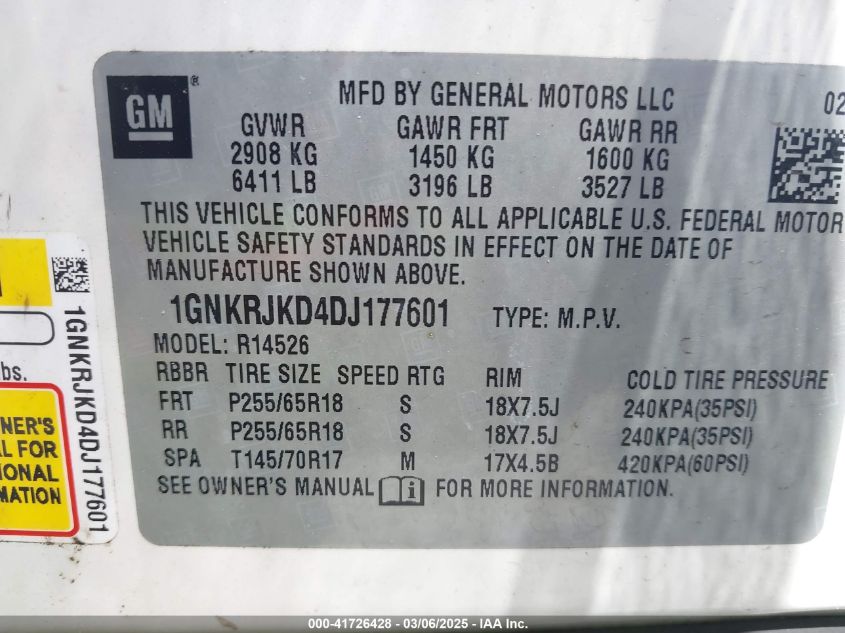 GM ®
MFD BY GENERAL MOTORS LLC 02
GVWR GAWR FRT GAWR RR
2908 KG 1450 KG 1600 KG
6411 LB 3196 LB 3527 LB
THIS VEHICLE CONFORMS TO ALL APPLICABLE U.S. FEDERAL MOTOR
VEHICLE SAFETY STANDARDS IN EFFECT ON THE DATE OF
MANUFACTURE SHOWN ABOVE.
1GNKRJKD4DJ177601 TYPE: M.P.V.
MODEL: R14526
RBBR TIRE SIZE SPEED RTG RIM COLD TIRE PRESSURE
FRT P255/65R18 S 18X7.5J 240KPA(35PSI)
RR P255/65R18 S 18X7.5J 240KPA(35PSI)
SPA T145/70R17 M 17X4.5B 420KPA(60PSI)
SEE OWNER'S MANUAL i FOR MORE INFORMATION.
1GNKRJKD4DJ177601
bs.
NER'S
AL FOR
IONAL
MATION
000-41726428 - 03/06/2025 - IAA Inc.